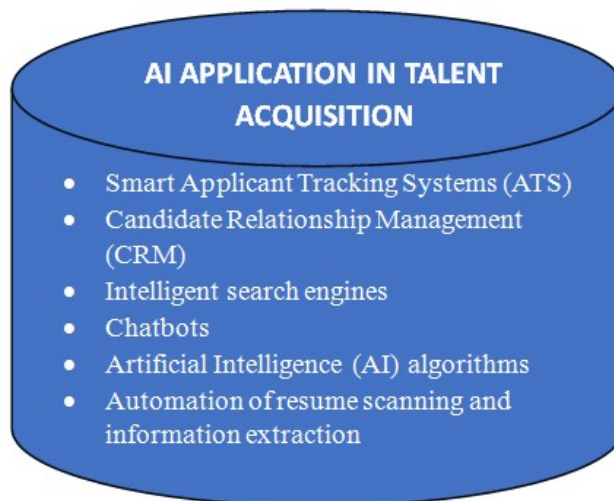 AI APPLICATION IN TALENT
ACQUISITION
• Smart Applicant Tracking Systems (ATS)
• Candidate Relationship Management
(CRM)
• Intelligent search engines
• Chatbots
• Artificial Intelligence (AI) algorithms
• Automation of resume scanning and
information extraction